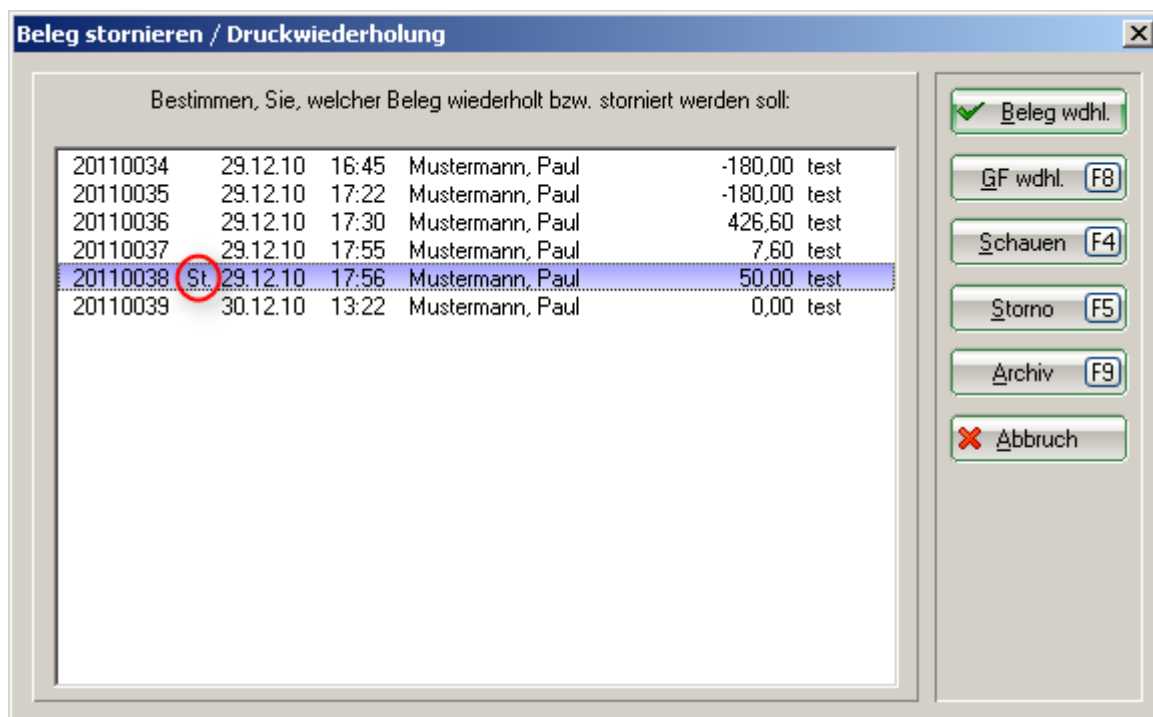 Beleg stornieren / Druckwiederholung
Bestimmen, Sie, welcher Beleg wiederholt bzw. storniert werden soll:
20110034 29.12.10 16:45 Mustermann, Paul -180,00 test
20110035 29.12.10 17:22 Mustermann, Paul -180,00 test
20110036 29.12.10 17:30 Mustermann, Paul 426,60 test
20110037 29.12.10 17:55 Mustermann, Paul 7,60 test
20110038 St. 29.12.10 17:56 Mustermann, Paul 50,00 test
20110039 30.12.10 13:22 Mustermann, Paul 0,00 test
Beleg wdhl.
GF wdhl. F8
Schauen F4
Storno F5
Archiv F9
Abbruch